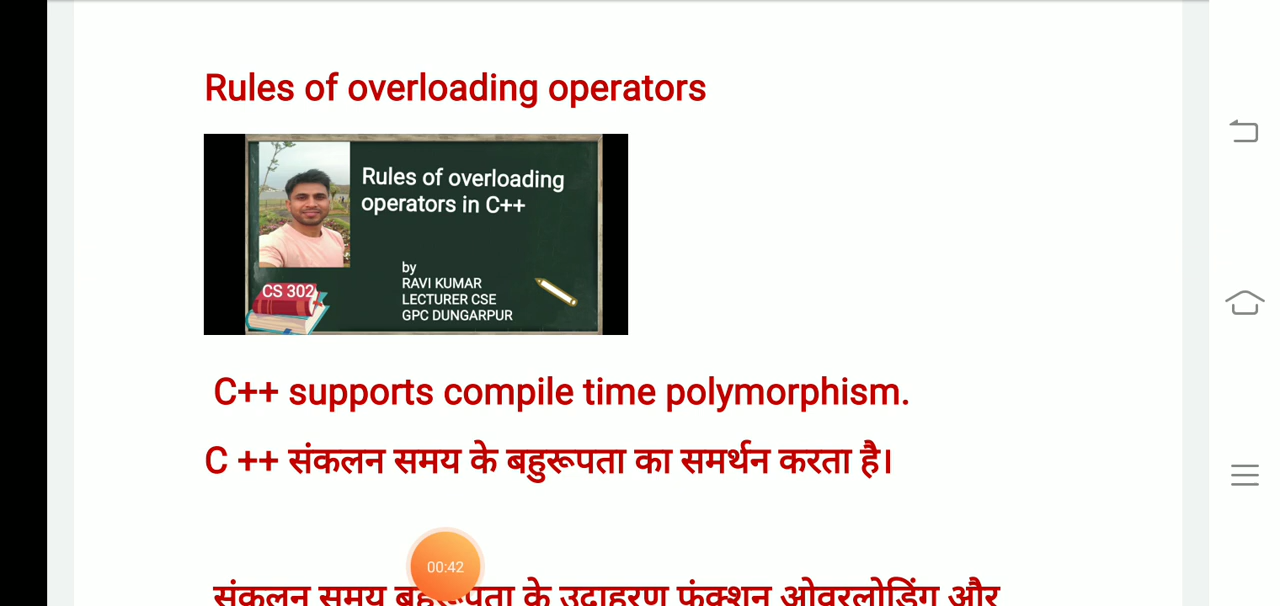 Rules of overloading operators
Rules of overloading
operators in C++
by
RAVI KUMAR
LECTURER CSE
GPC DUNGARPUR
CS 302
C++ supports compile time polymorphism.
C ++ संकलन समय के बहुरूपता का समर्थन करता है।
00:42
संकलन समय बहुरूपता के उदाहरण फंक्शन ओवरलोडिंग और